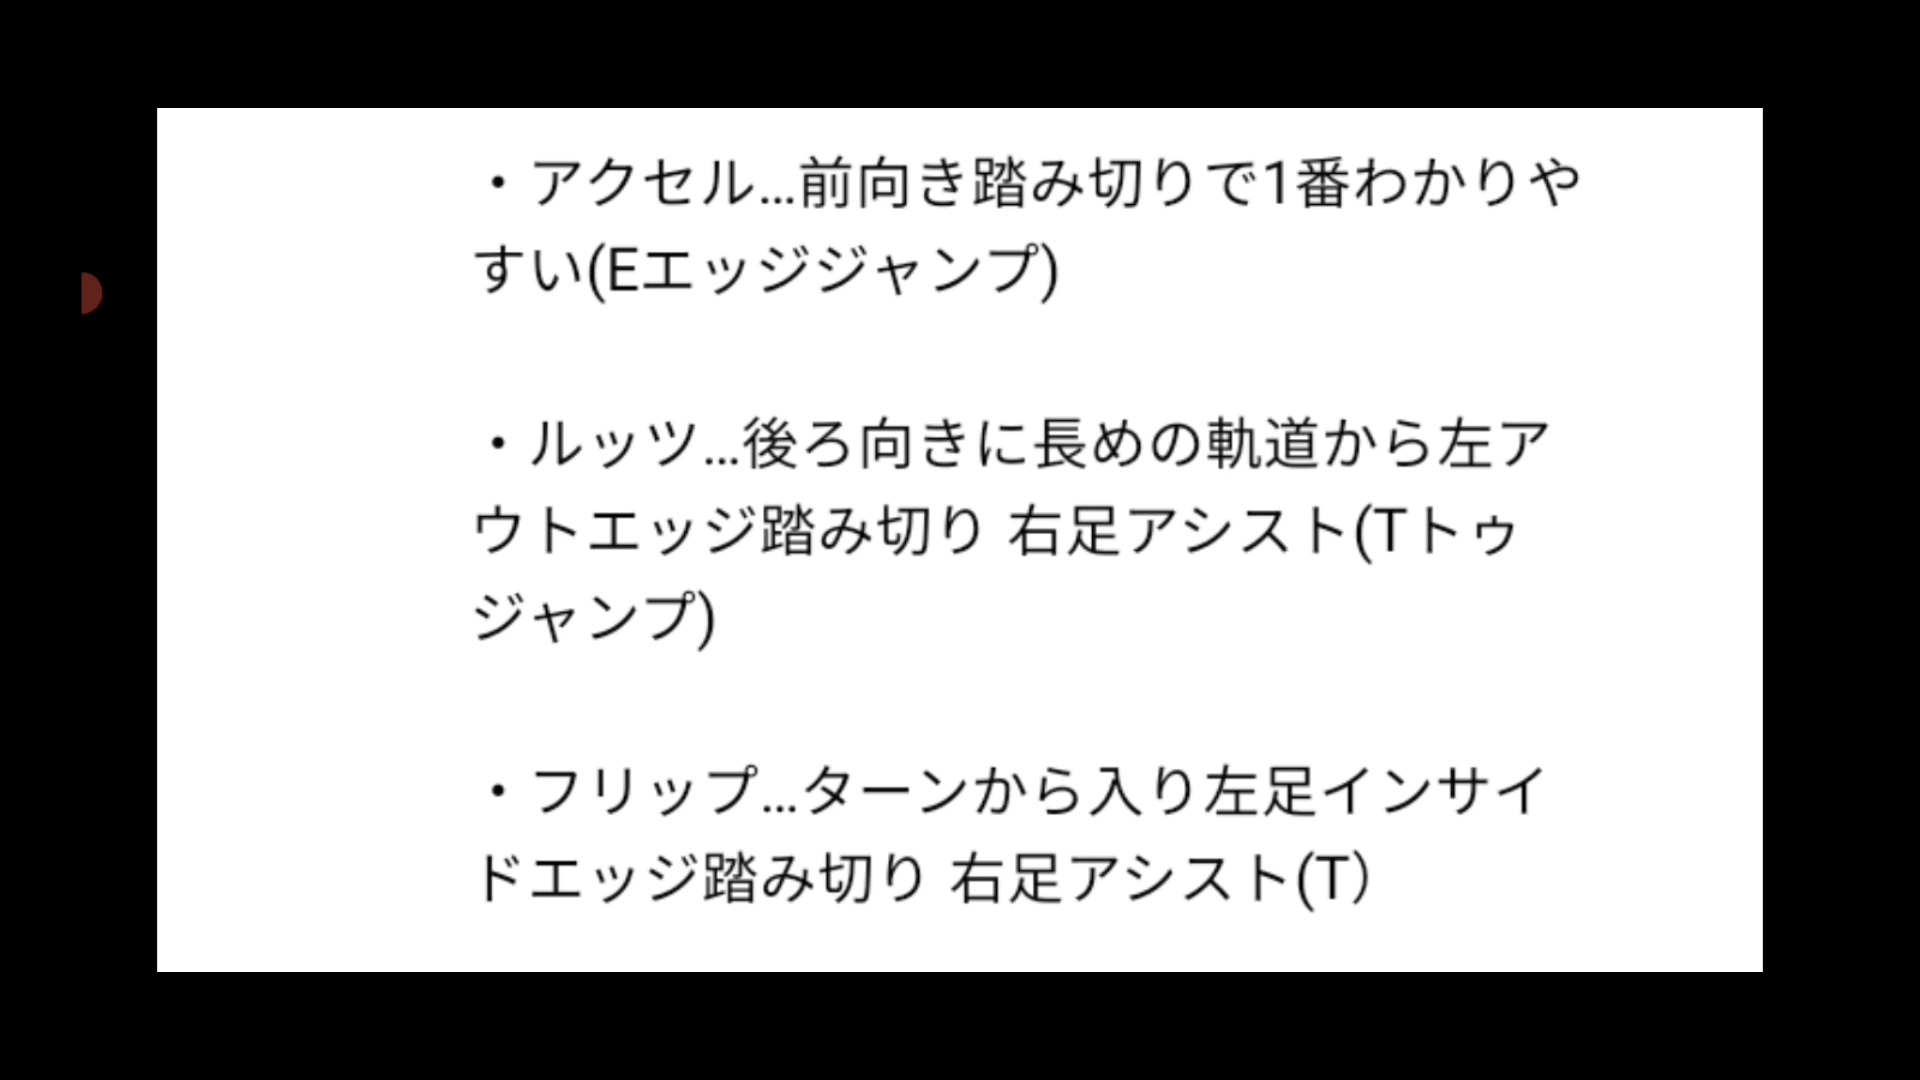 ・アクセル…前向き踏み切りで1番わかりや
すい(Eエッジジャンプ)
・ルッツ…後ろ向きに長めの軌道から左ア
ウトエッジ踏み切り 右足アシスト(Tトゥ
ジャンプ)
・フリップ…ターンから入り左足インサイ
ドエッジ踏み切り 右足アシスト(T）